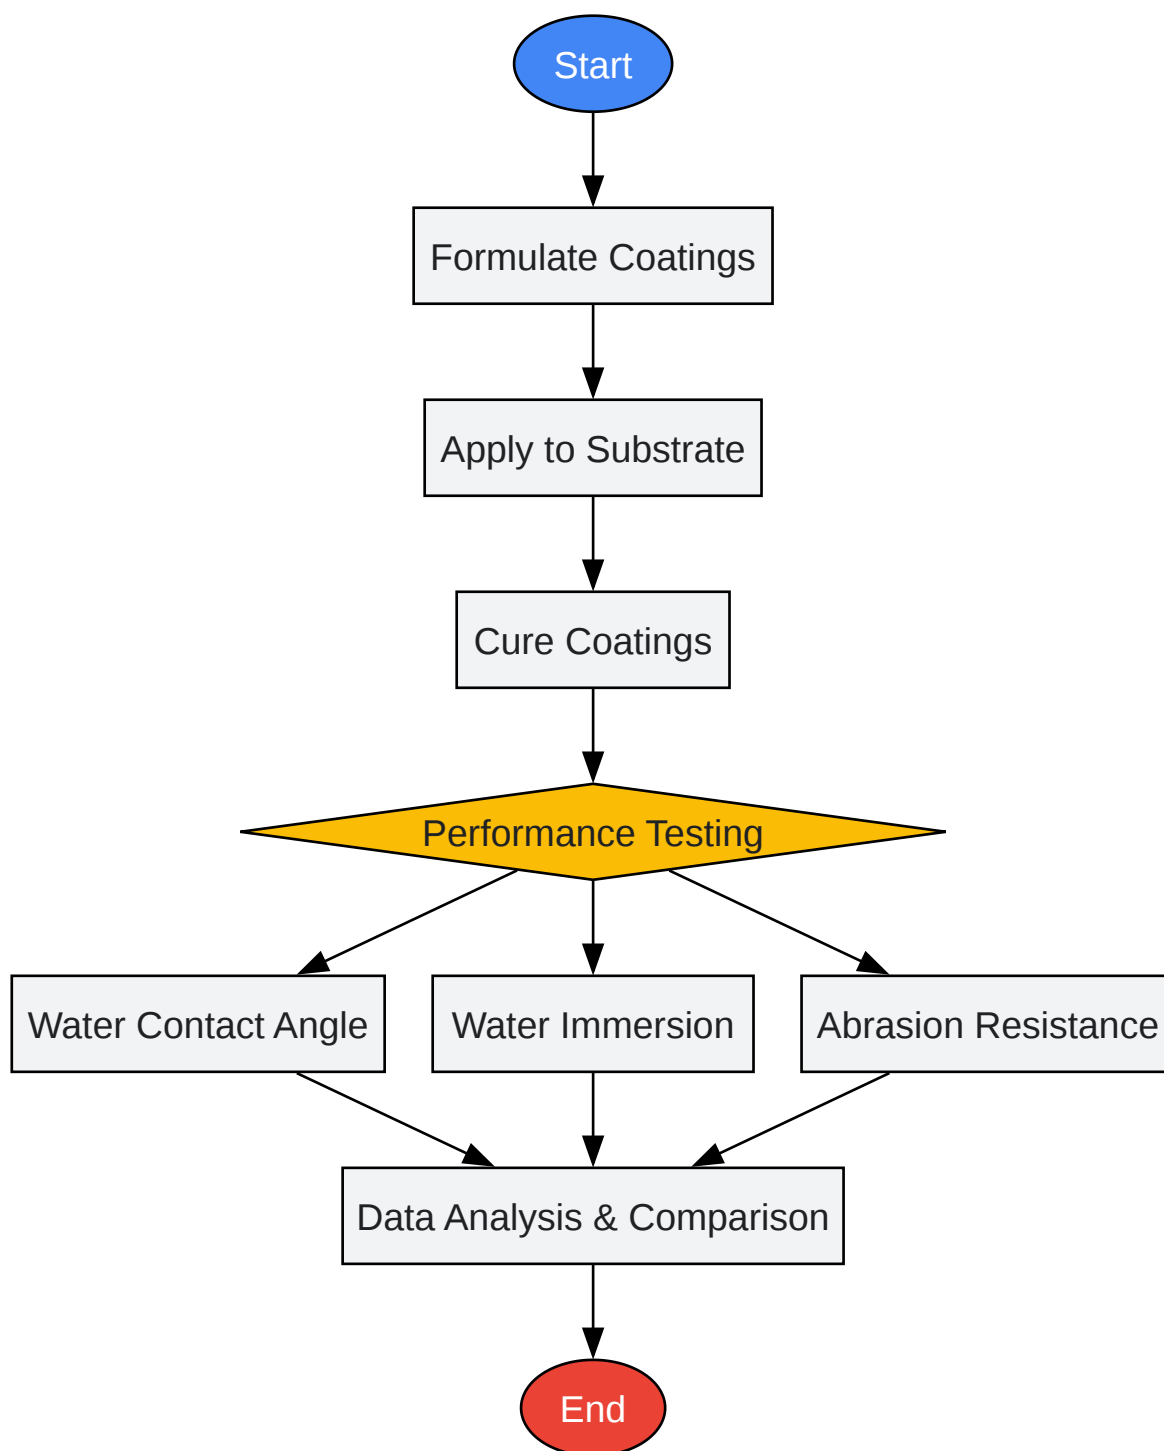 Start
Formulate Coatings
Apply to Substrate
Cure Coatings
Performance Testing
Water Contact Angle
Water Immersion
Abrasion Resistance
Data Analysis & Comparison
End